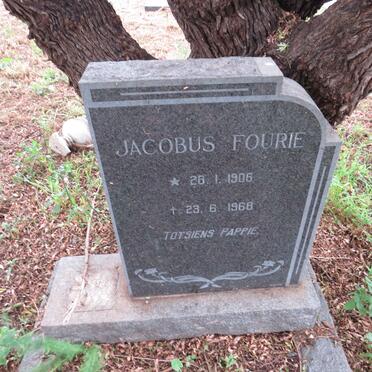 JACOBUS FOURIE
★ 26.1.1906
† 23.6.1968
TOTSIENS PAPPIE.